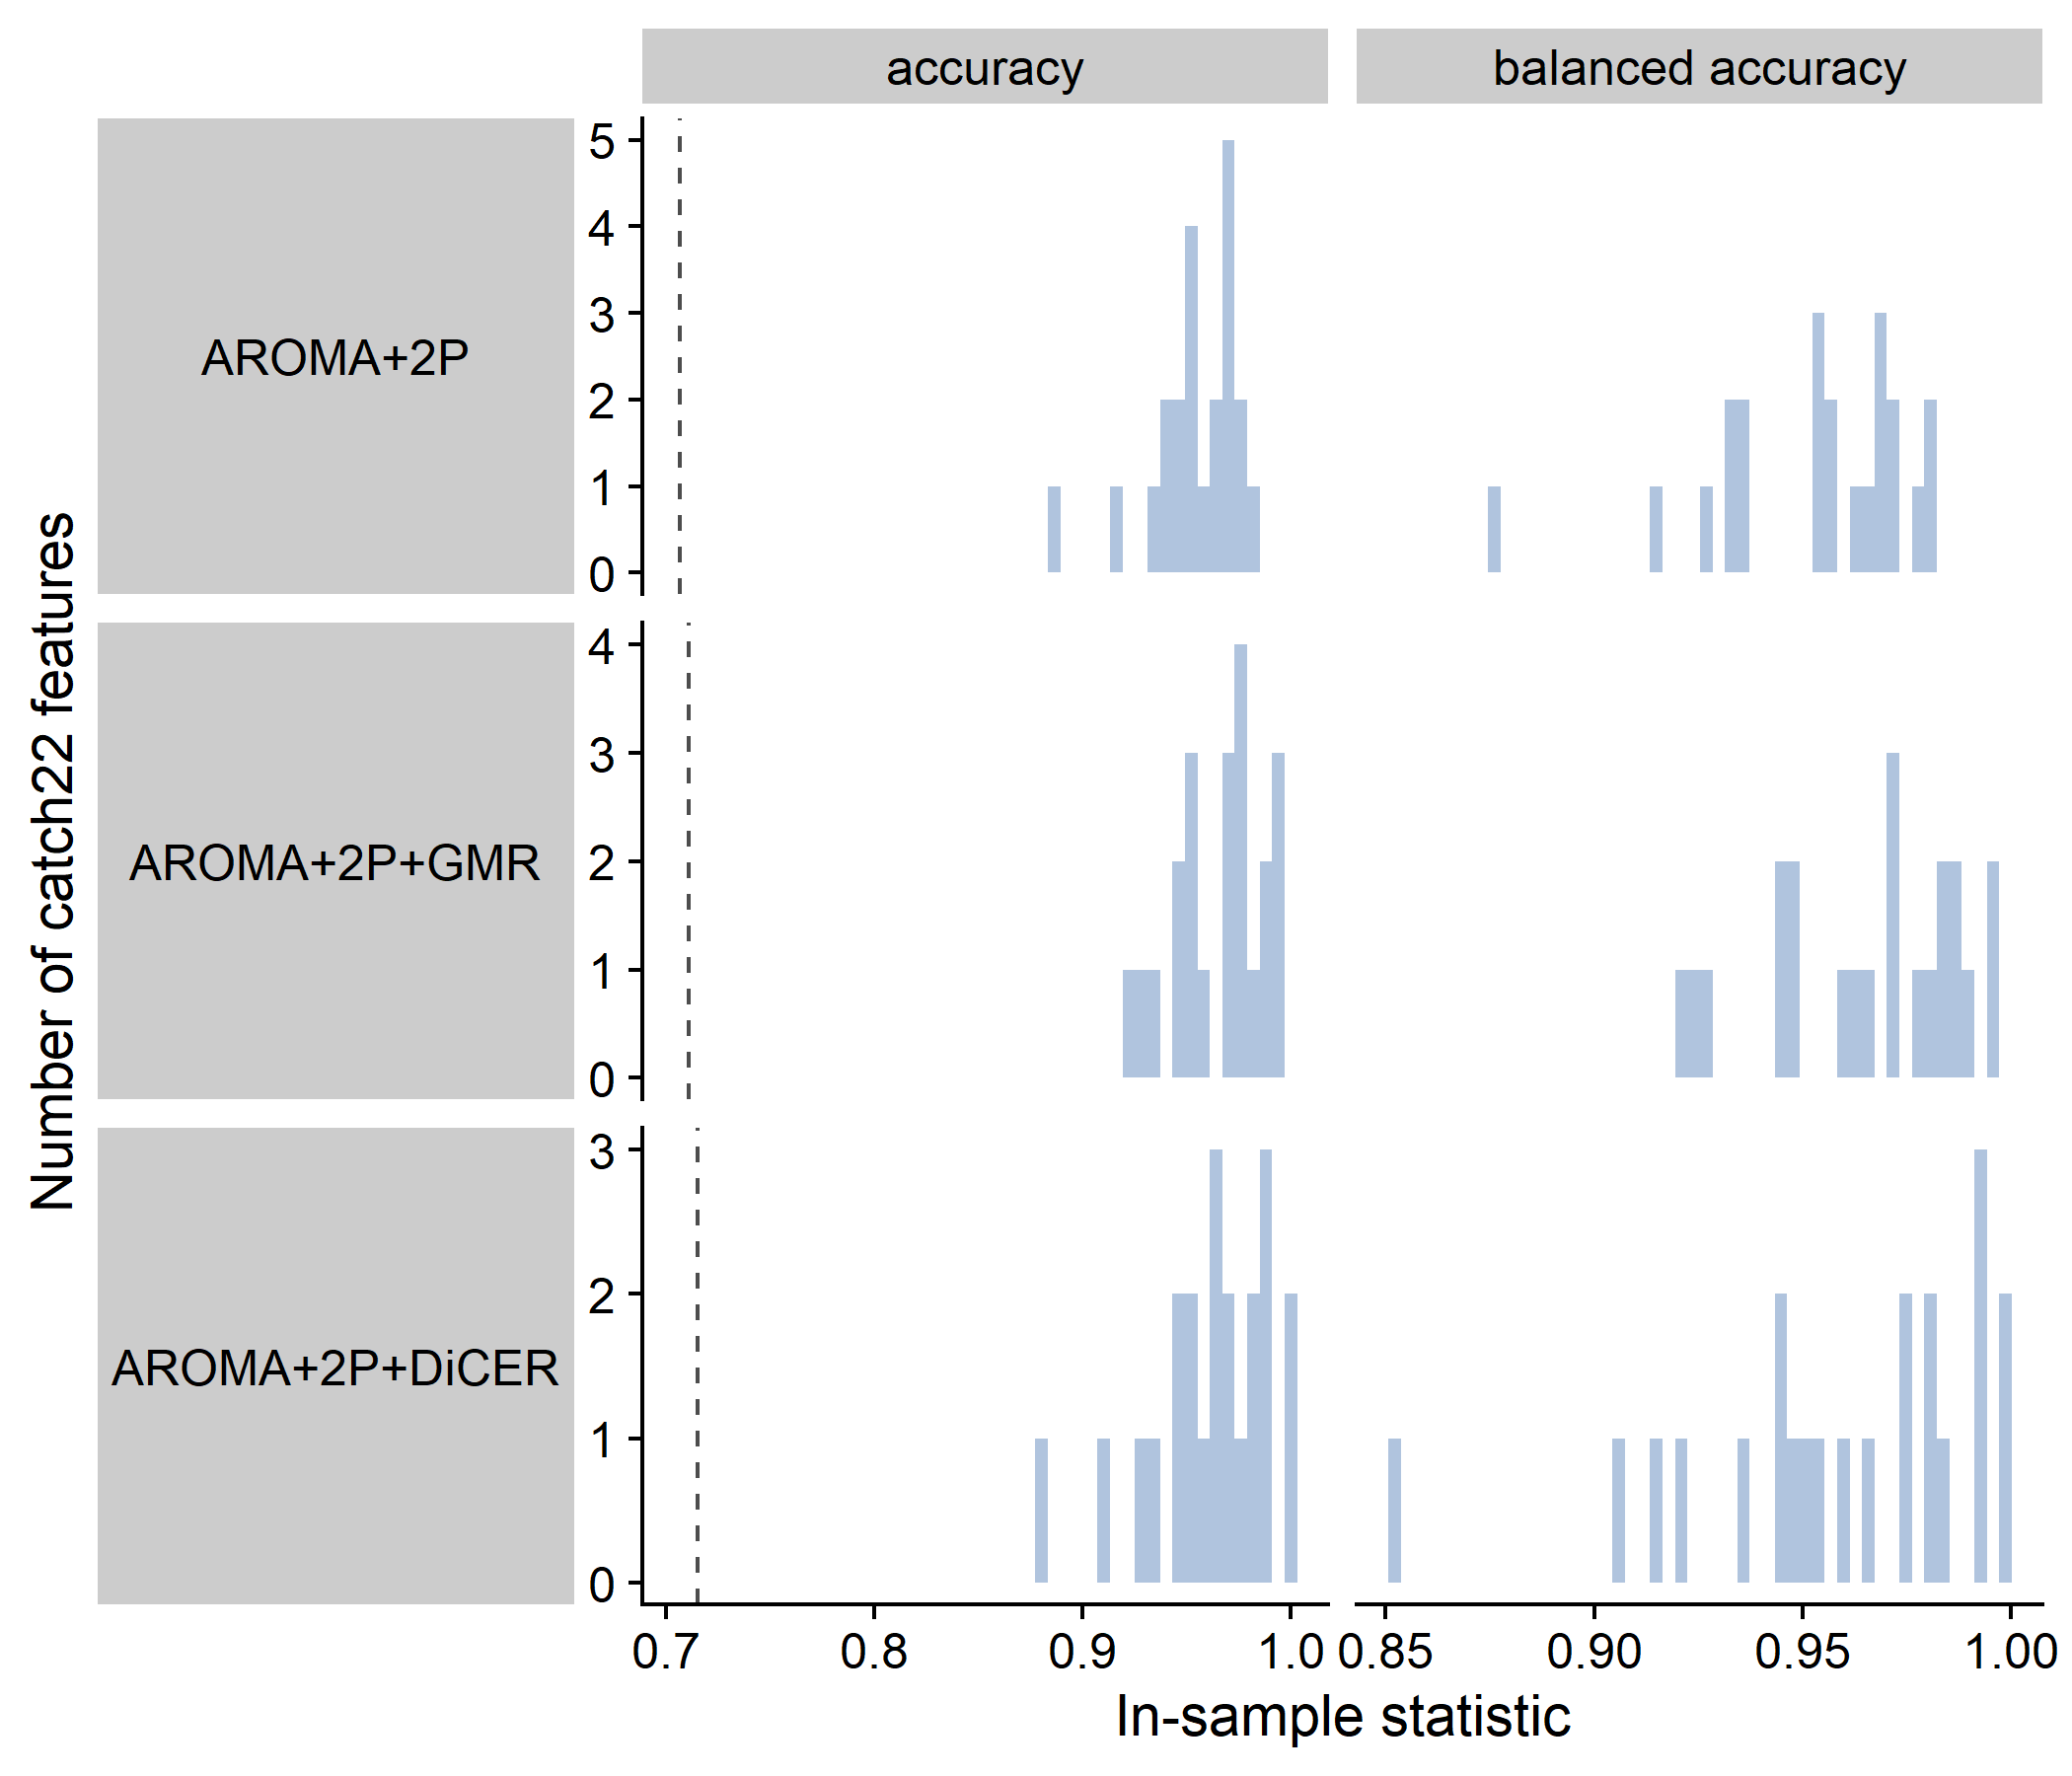 accuracy
balanced accuracy
Number of catch22 features
AROMA+2P
5
4
3
2
1
0
AROMA+2P+GMR
4
3
2
1
0
AROMA+2P+DiCER
3
2
1
0
0.7 0.8 0.9 1.0 0.85 0.90 0.95 1.00
In-sample statistic